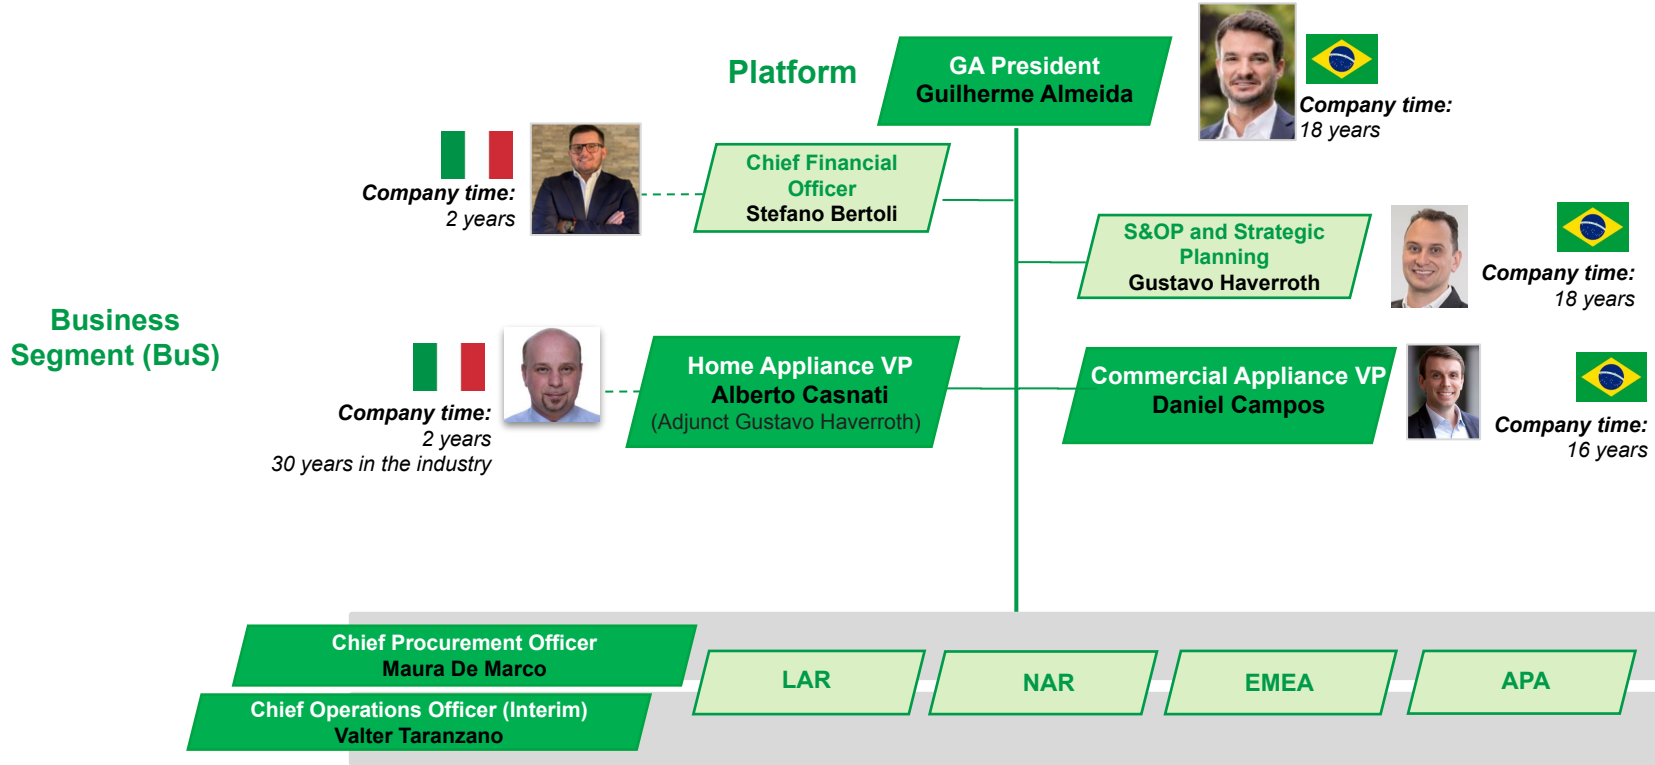 Platform
GA President
Guilherme Almeida
Company time:
18 years
Company time:
2 years
Chief Financial
Officer
Stefano Bertoli
S&OP and Strategic
Planning
Gustavo Haverroth
Company time:
18 years
Business
Segment (BuS)
Company time:
2 years
30 years in the industry
Home Appliance VP
Alberto Casnati
(Adjunct Gustavo Haverroth)
Commercial Appliance VP
Daniel Campos
Company time:
16 years
Chief Procurement Officer
Maura De Marco
Chief Operations Officer (Interim)
Valter Taranzano
LAR
NAR
EMEA
APA